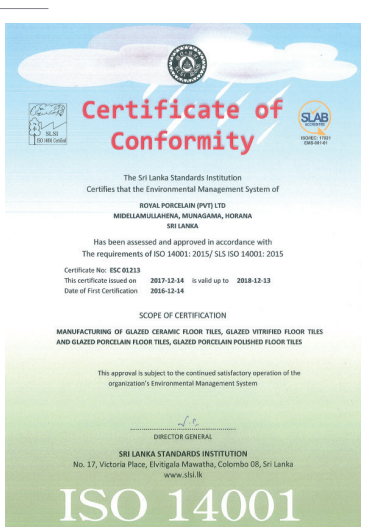 Certificate of
Conformity
SLSI
ISO 14001 Certified
SLAB
ACCREDITED
ISO/IEC 17021
EMS-001-01
The Sri Lanka Standards Institution
Certifies that the Environmental Management System of
ROYAL PORCELAIN (PVT) LTD
MIDELLAMULLAHENA, MUNAGAMA, HORANA
SRI LANKA
Has been assessed and approved in accordance with
The requirements of ISO 14001: 2015/ SLS ISO 14001: 2015
Certificate No: ESC 01213
This certificate issued on 2017-12-14 is valid up to 2018-12-13
Date of First Certification 2016-12-14
SCOPE OF CERTIFICATION
MANUFACTURING OF GLAZED CERAMIC FLOOR TILES, GLAZED VITRIFIED FLOOR TILES
AND GLAZED PORCELAIN FLOOR TILES, GLAZED PORCELAIN POLISHED FLOOR TILES
This approval is subject to the continued satisfactory operation of the
organization's Environmental Management System
DIRECTOR GENERAL
SRI LANKA STANDARDS INSTITUTION
No. 17, Victoria Place, Elvitigala Mawatha, Colombo 08, Sri Lanka
www.slsi.lk
ISO 14001